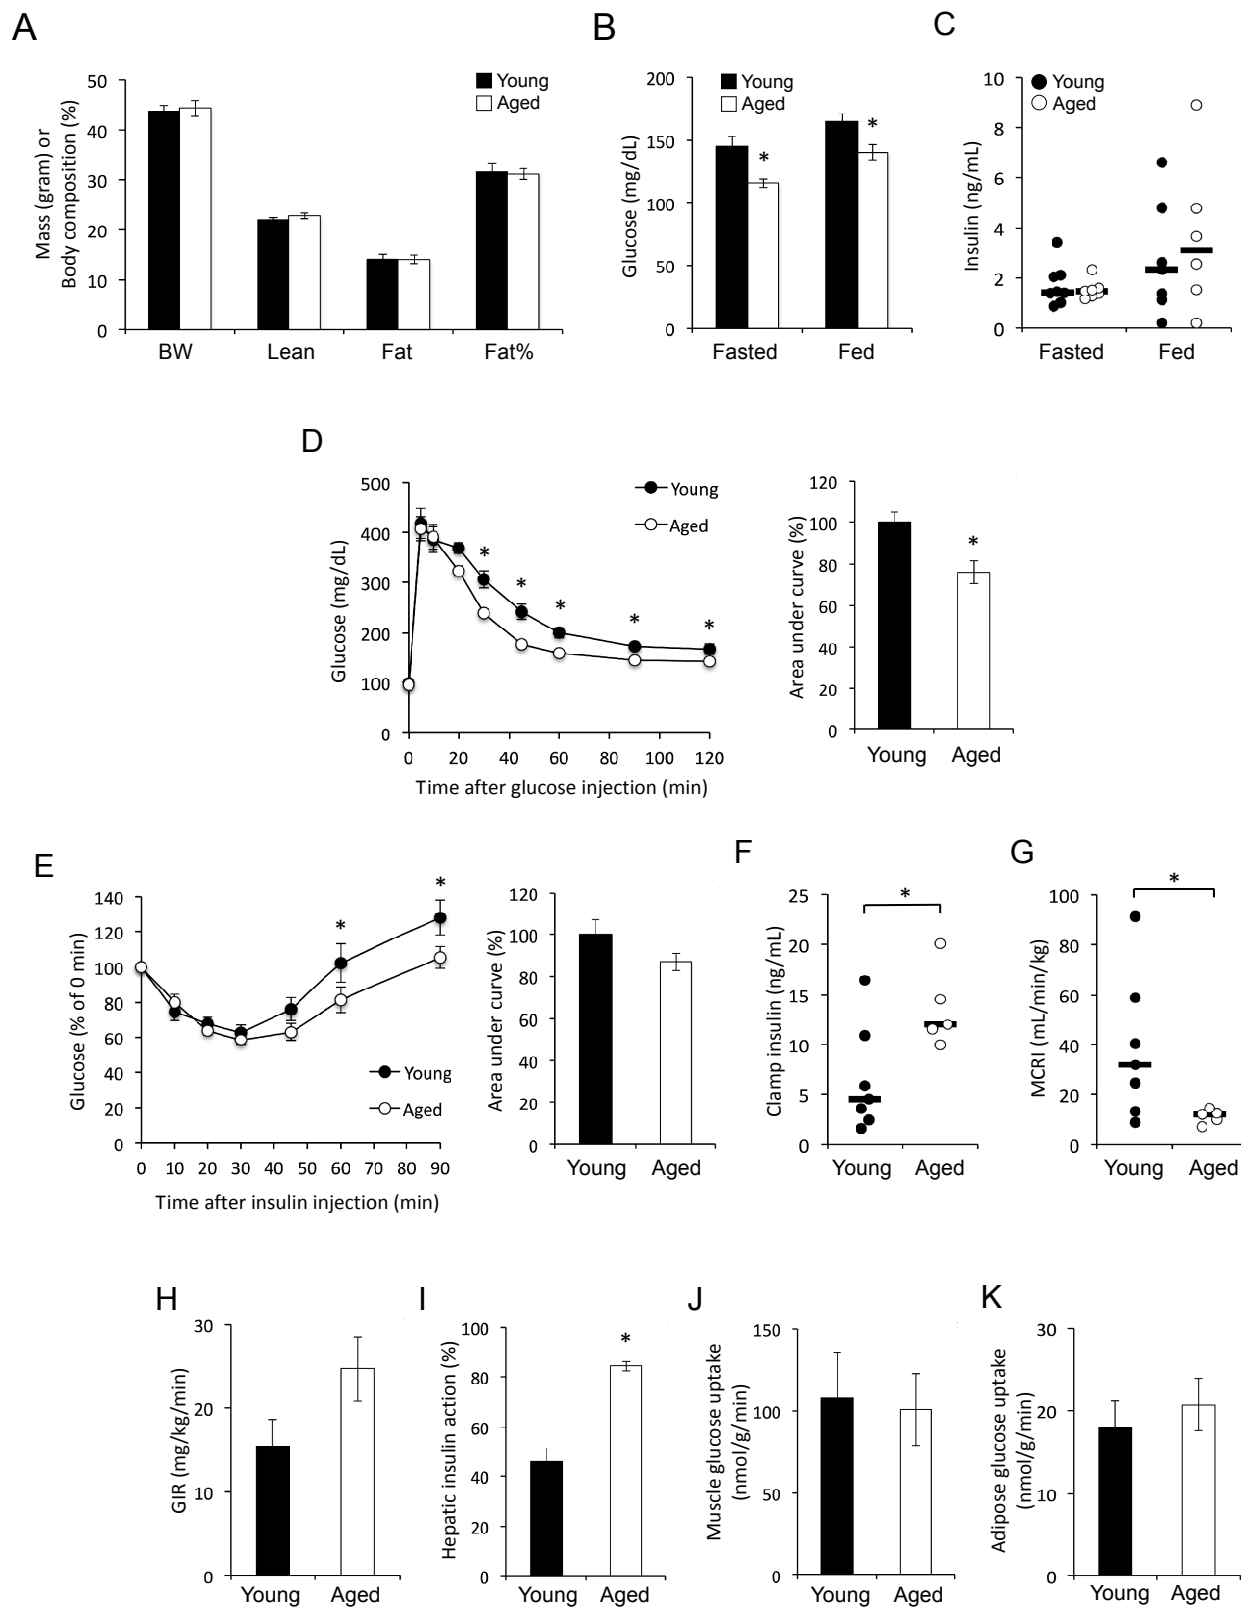 A
50
40
30
20
10
0
Mass (gram) or
Body composition (%)
Young
Aged
BW Lean Fat Fat%
B
200
150
100
50
0
Glucose (mg/dL)
Young
Aged
*
*
Fasted Fed
C
10
8
6
4
2
0
Insulin (ng/mL)
Young
Aged
Fasted Fed
D
500
400
300
200
100
0
Glucose (mg/dL)
Young
Aged
* * * * *
0 20 40 60 80 100 120
Time after glucose injection (min)
120
100
80
60
40
20
0
Area under curve (%)
*
Young Aged
E
140
120
100
80
60
40
20
0
Glucose (% of 0 min)
* *
Young
Aged
0 10 20 30 40 50 60 70 80 90
Time after insulin injection (min)
120
100
80
60
40
20
0
Area under curve (%)
Young Aged
F
25
20
15
10
5
0
Clamp insulin (ng/mL)
*
Young Aged
G
100
80
60
40
20
0
MCRI (mL/min/kg)
*
Young Aged
H
30
20
10
0
GIR (mg/kg/min)
Young Aged
I
100
80
60
40
20
0
Hepatic insulin action (%)
*
Young Aged
J
150
100
50
0
Muscle glucose uptake
(nmol/g/min)
Young Aged
K
30
20
10
0
Adipose glucose uptake
(nmol/g/min)
Young Aged